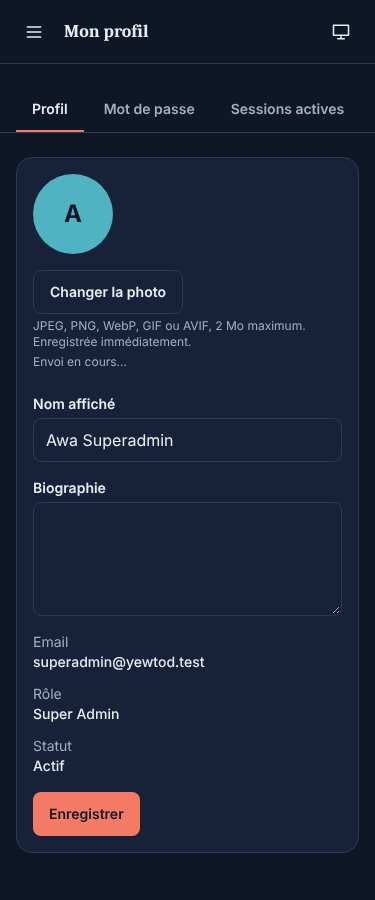 Mon profil
Profil
Mot de passe
Sessions actives
A
Changer la photo
JPEG, PNG, WebP, GIF ou AVIF, 2 Mo maximum.
Enregistrée immédiatement.
Envoi en cours...
Nom affiché
Awa Superadmin
Biographie
Email
superadmin@yewtod.test
Rôle
Super Admin
Statut
Actif
Enregistrer